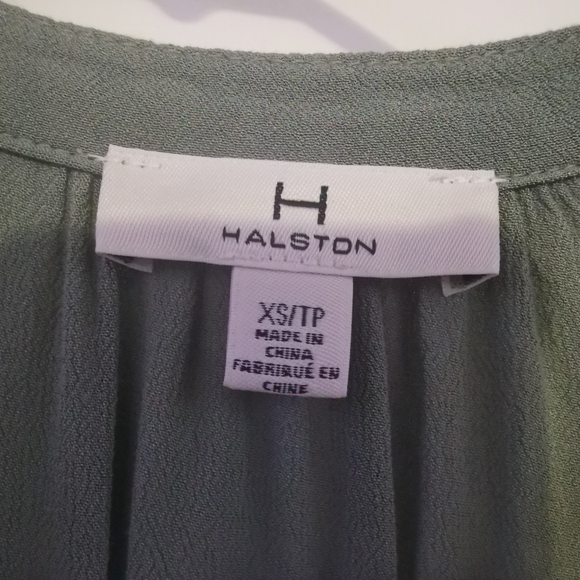 H
HALSTON
XS/TP
MADE IN
CHINA
FABRIQUÉ EN
CHINE